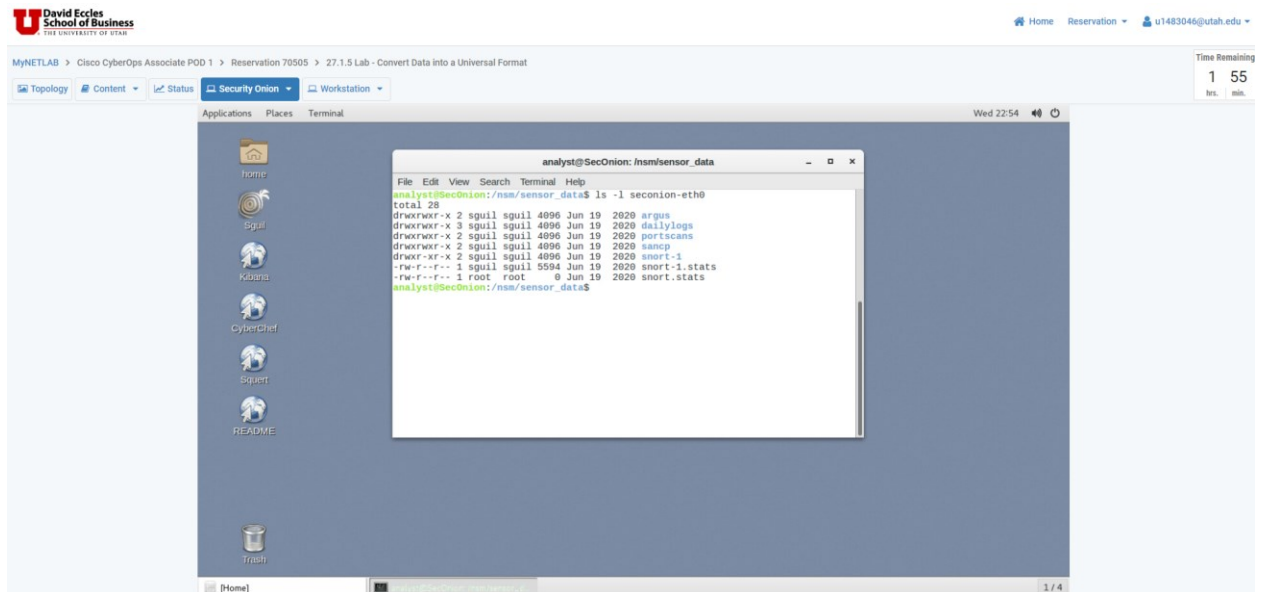 David Eccles
School of Business
THE UNIVERSITY OF UTAH
Home Reservation u1483046@utah.edu
MyNETLAB > Cisco CyberOps Associate POD 1 > Reservation 70505 > 27.1.5 Lab - Convert Data into a Universal Format
Time Remaining
1 55
hrs. min.
Topology Content Status Security Onion Workstation
Applications Places Terminal Wed 22:54
home
Sguil
Kibana
CyberChef
Squert
README
Trash
analyst@SecOnion: /nsm/sensor_data
File Edit View Search Terminal Help
analyst@SecOnion:/nsm/sensor_data$ ls -l seconion-eth0
total 28
drwxrwxr-x 2 sguil sguil 4096 Jun 19 2020 argus
drwxrwxr-x 3 sguil sguil 4096 Jun 19 2020 dailylogs
drwxrwxr-x 2 sguil sguil 4096 Jun 19 2020 portscans
drwxrwxr-x 2 sguil sguil 4096 Jun 19 2020 sancp
drwxr-xr-x 2 sguil sguil 4096 Jun 19 2020 snort-1
-rw-r--r-- 1 sguil sguil 5594 Jun 19 2020 snort-1.stats
-rw-r--r-- 1 root root 0 Jun 19 2020 snort.stats
analyst@SecOnion:/nsm/sensor_data$
[Home] 1 / 4